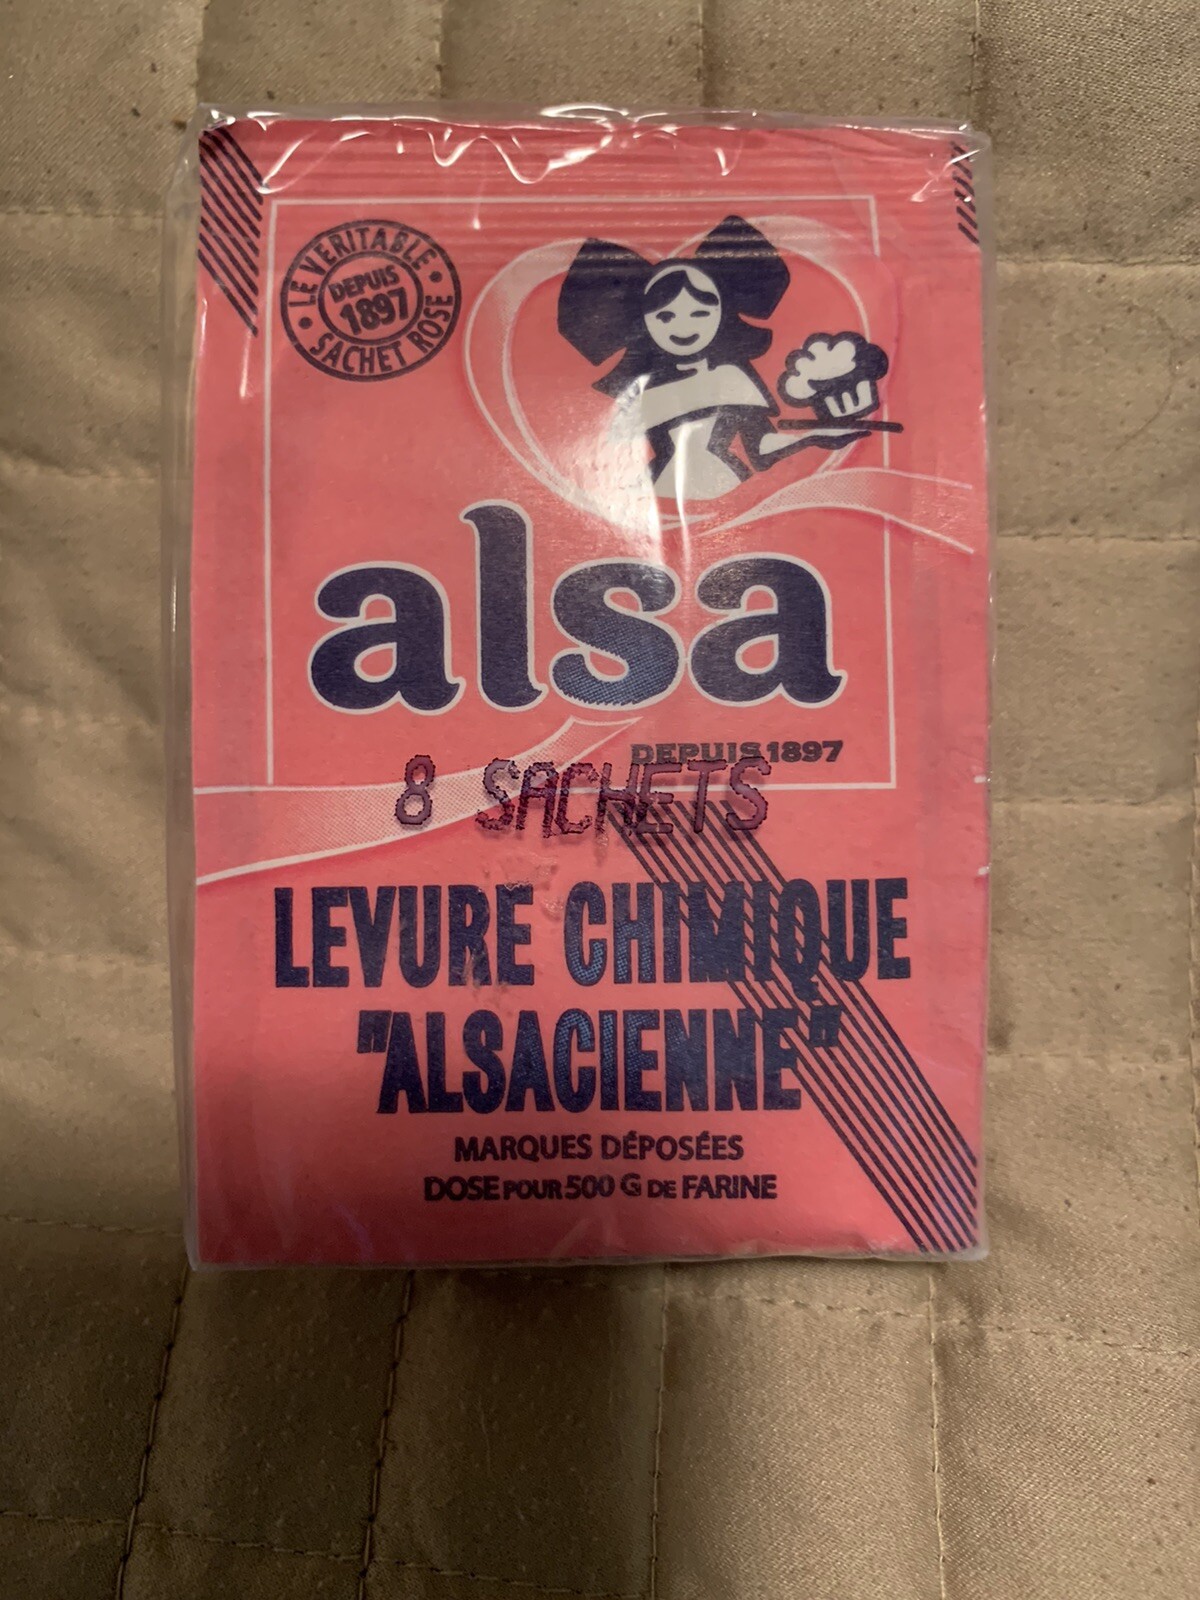 • LE VERITABLE •
DEPUIS
1897
SACHET ROSE
alsa
DEPUIS 1897
8 SACHETS
LEVURE CHIMIQUE
"ALSACIENNE"
MARQUES DÉPOSÉES
DOSE POUR 500 G DE FARINE